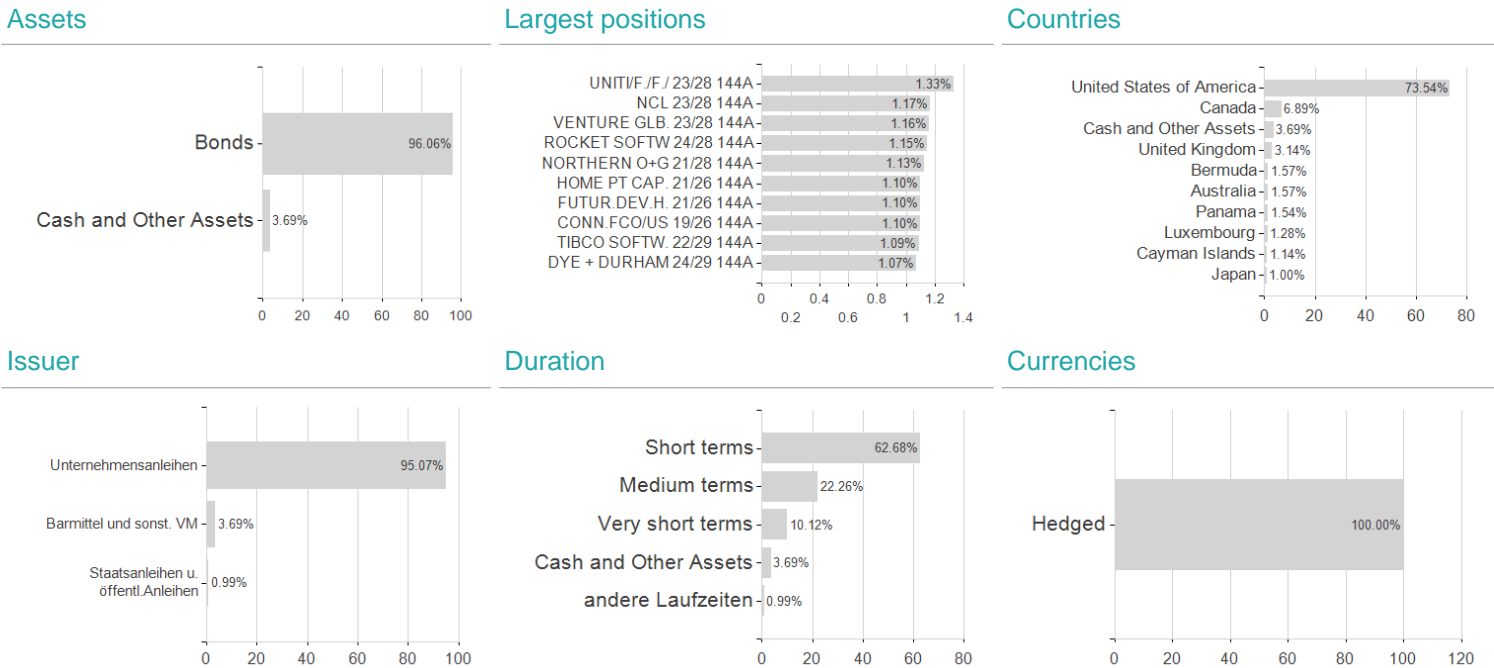 Assets
Bonds
96.06%
Cash and Other Assets
3.69%
0 20 40 60 80 100
Largest positions
UNITI/F./F./ 23/28 144A 1.33%
NCL 23/28 144A 1.17%
VENTURE GLB. 23/28 144A 1.16%
ROCKET SOFTW 24/28 144A 1.15%
NORTHERN O+G 21/28 144A 1.13%
HOME PT CAP. 21/26 144A 1.10%
FUTUR.DEV.H. 21/26 144A 1.10%
CONN.FCO/US 19/26 144A 1.10%
TIBCO SOFTW. 22/29 144A 1.09%
DYE + DURHAM 24/29 144A 1.07%
0 0.4 0.8 1.2
0.2 0.6 1 1.4
Countries
United States of America 73.54%
Canada 6.89%
Cash and Other Assets 3.69%
United Kingdom 3.14%
Bermuda 1.57%
Australia 1.57%
Panama 1.54%
Luxembourg 1.28%
Cayman Islands 1.14%
Japan 1.00%
0 20 40 60 80
Issuer
Unternehmensanleihen 95.07%
Barmittel und sonst. VM 3.69%
Staatsanleihen u.
öffentl.Anleihen 0.99%
0 20 40 60 80 100
Duration
Short terms 62.68%
Medium terms 22.26%
Very short terms 10.12%
Cash and Other Assets 3.69%
andere Laufzeiten 0.99%
0 20 40 60 80
Currencies
Hedged 100.00%
0 20 40 60 80 100 120